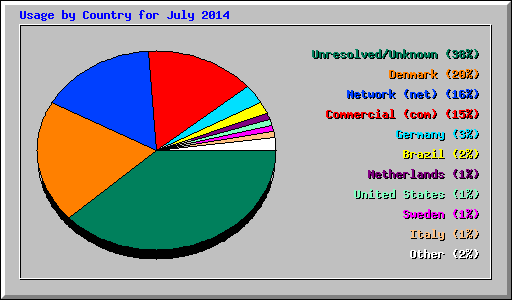 Usage by Country for July 2014
Unresolved/Unknown (38%)
Denmark (20%)
Network (net) (16%)
Commercial (com) (15%)
Germany (3%)
Brazil (2%)
Netherlands (1%)
United States (1%)
Sweden (1%)
Italy (1%)
Other (2%)